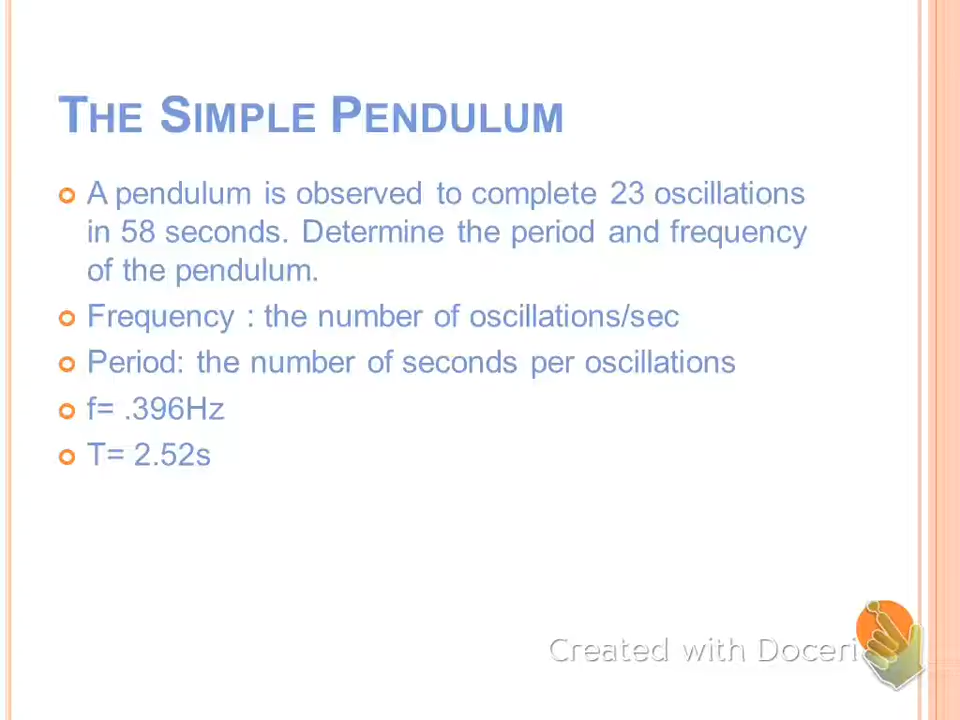 THE SIMPLE PENDULUM
A pendulum is observed to complete 23 oscillations
in 58 seconds. Determine the period and frequency
of the pendulum.
Frequency : the number of oscillations/sec
Period: the number of seconds per oscillations
f= .396Hz
T= 2.52s
Created with Doceri